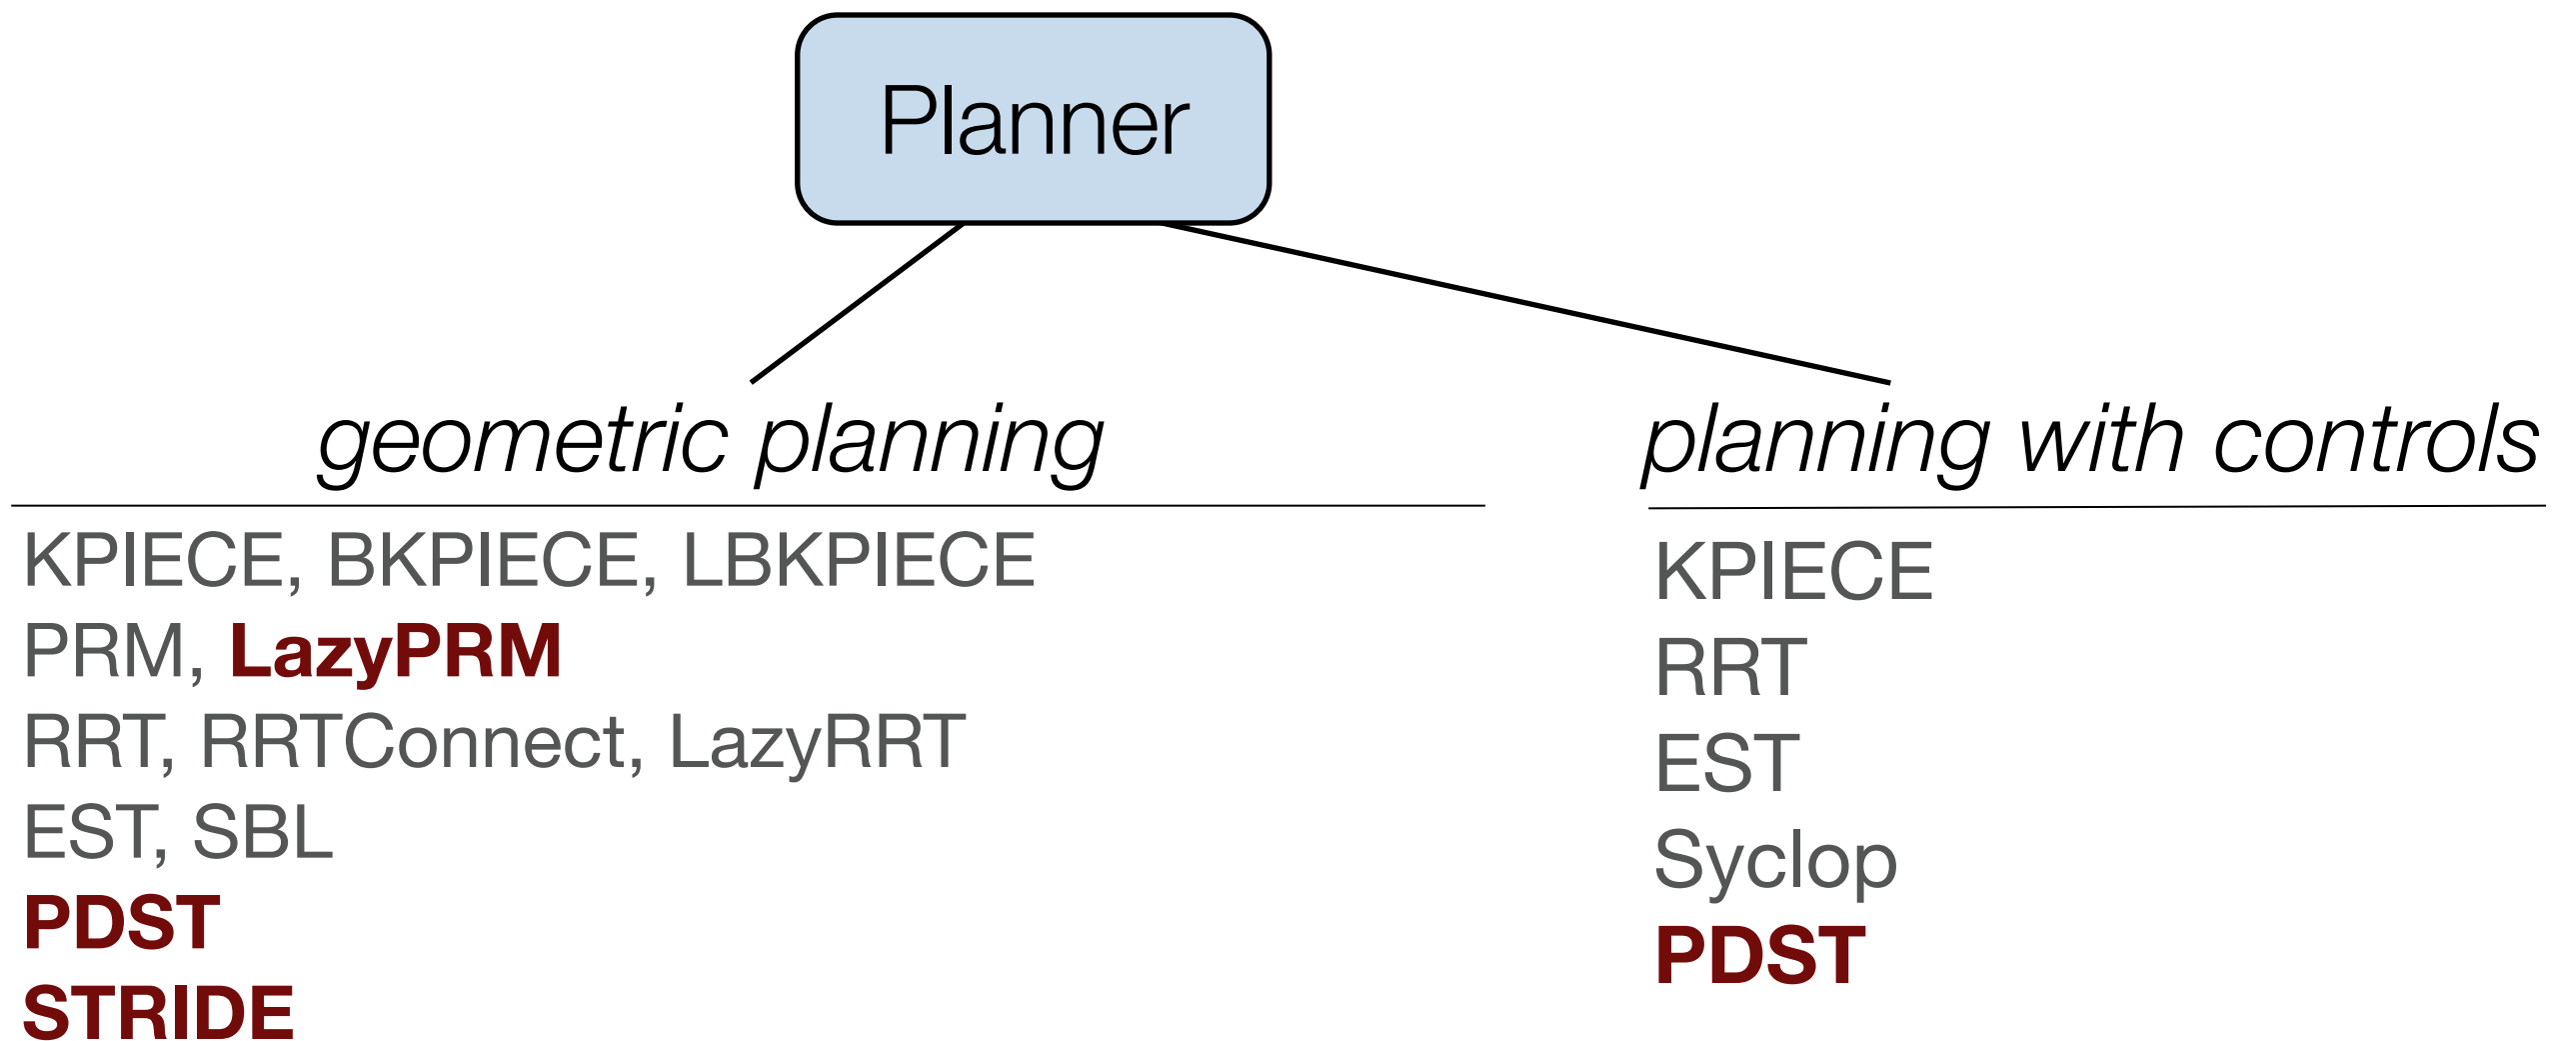 Planner
geometric planning
KPIECE, BKPIECE, LBKPIECE
PRM, LazyPRM
RRT, RRTConnect, LazyRRT
EST, SBL
PDST
STRIDE
planning with controls
KPIECE
RRT
EST
Syclop
PDST